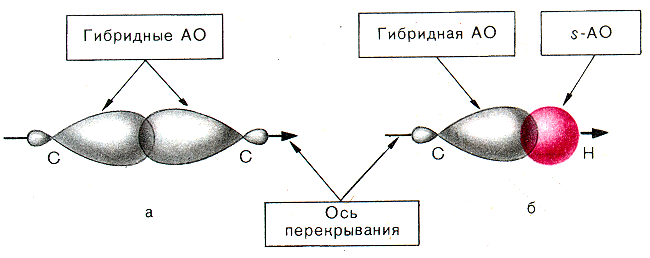 Гибридные АО
Гибридная АО
s-АО
С
С
С
Н
Ось
перекрывания
а
б